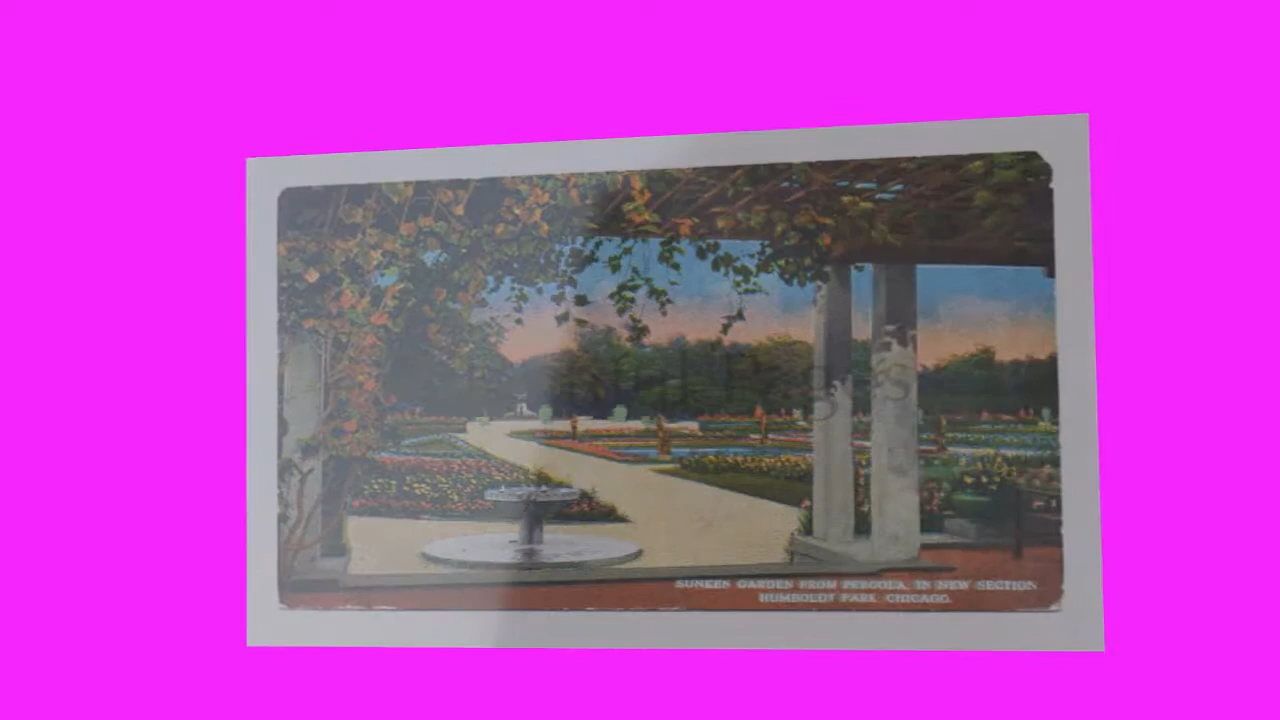 SUNKEN GARDEN FROM PERGOLA, IN NEW SECTION
HUMBOLDT PARK, CHICAGO.